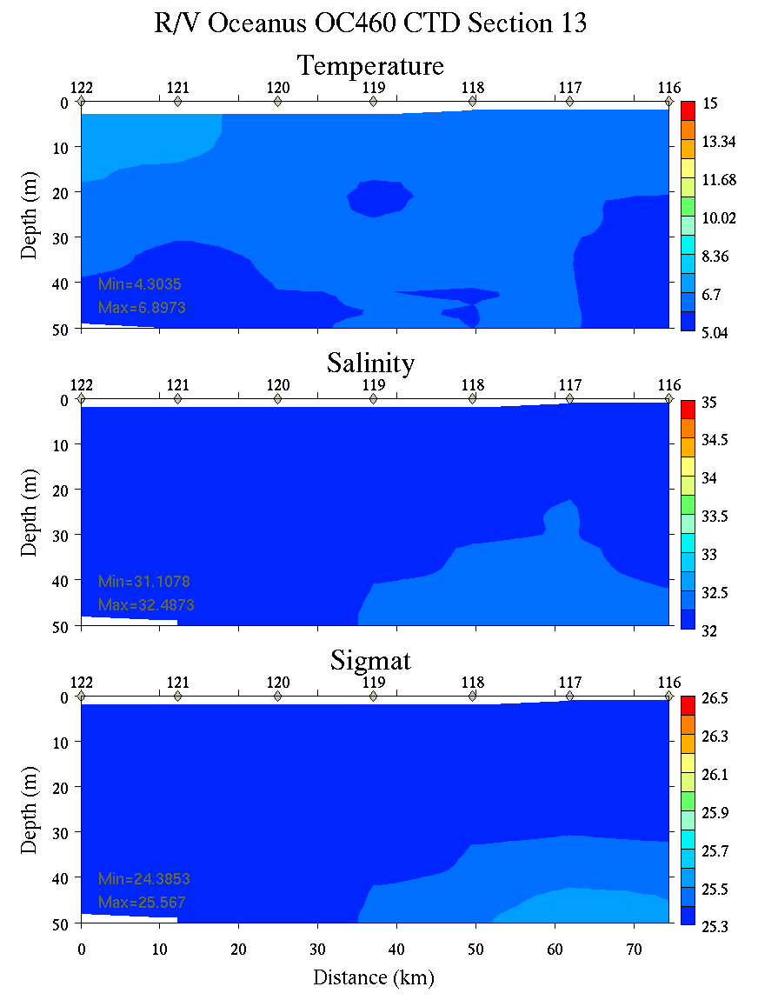 R/V Oceanus OC460 CTD Section 13
Temperature
122 121 120 119 118 117 116
0
10
20
30
40
50
Depth (m)
Min=4.3035
Max=6.8973
15
13.34
11.68
10.02
8.36
6.7
5.04
Salinity
122 121 120 119 118 117 116
0
10
20
30
40
50
Depth (m)
Min=31.1078
Max=32.4873
35
34.5
34
33.5
33
32.5
32
Sigmat
122 121 120 119 118 117 116
0
10
20
30
40
50
Depth (m)
Min=24.3853
Max=25.567
26.5
26.3
26.1
25.9
25.7
25.5
25.3
0 10 20 30 40 50 60 70
Distance (km)